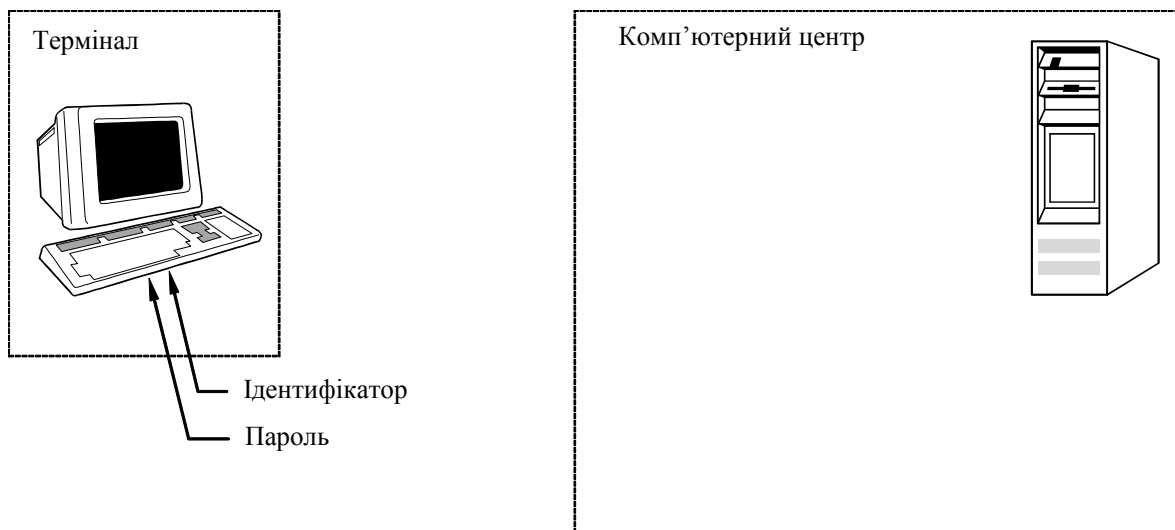 Термінал
Комп’ютерний центр
Ідентифікатор
Пароль